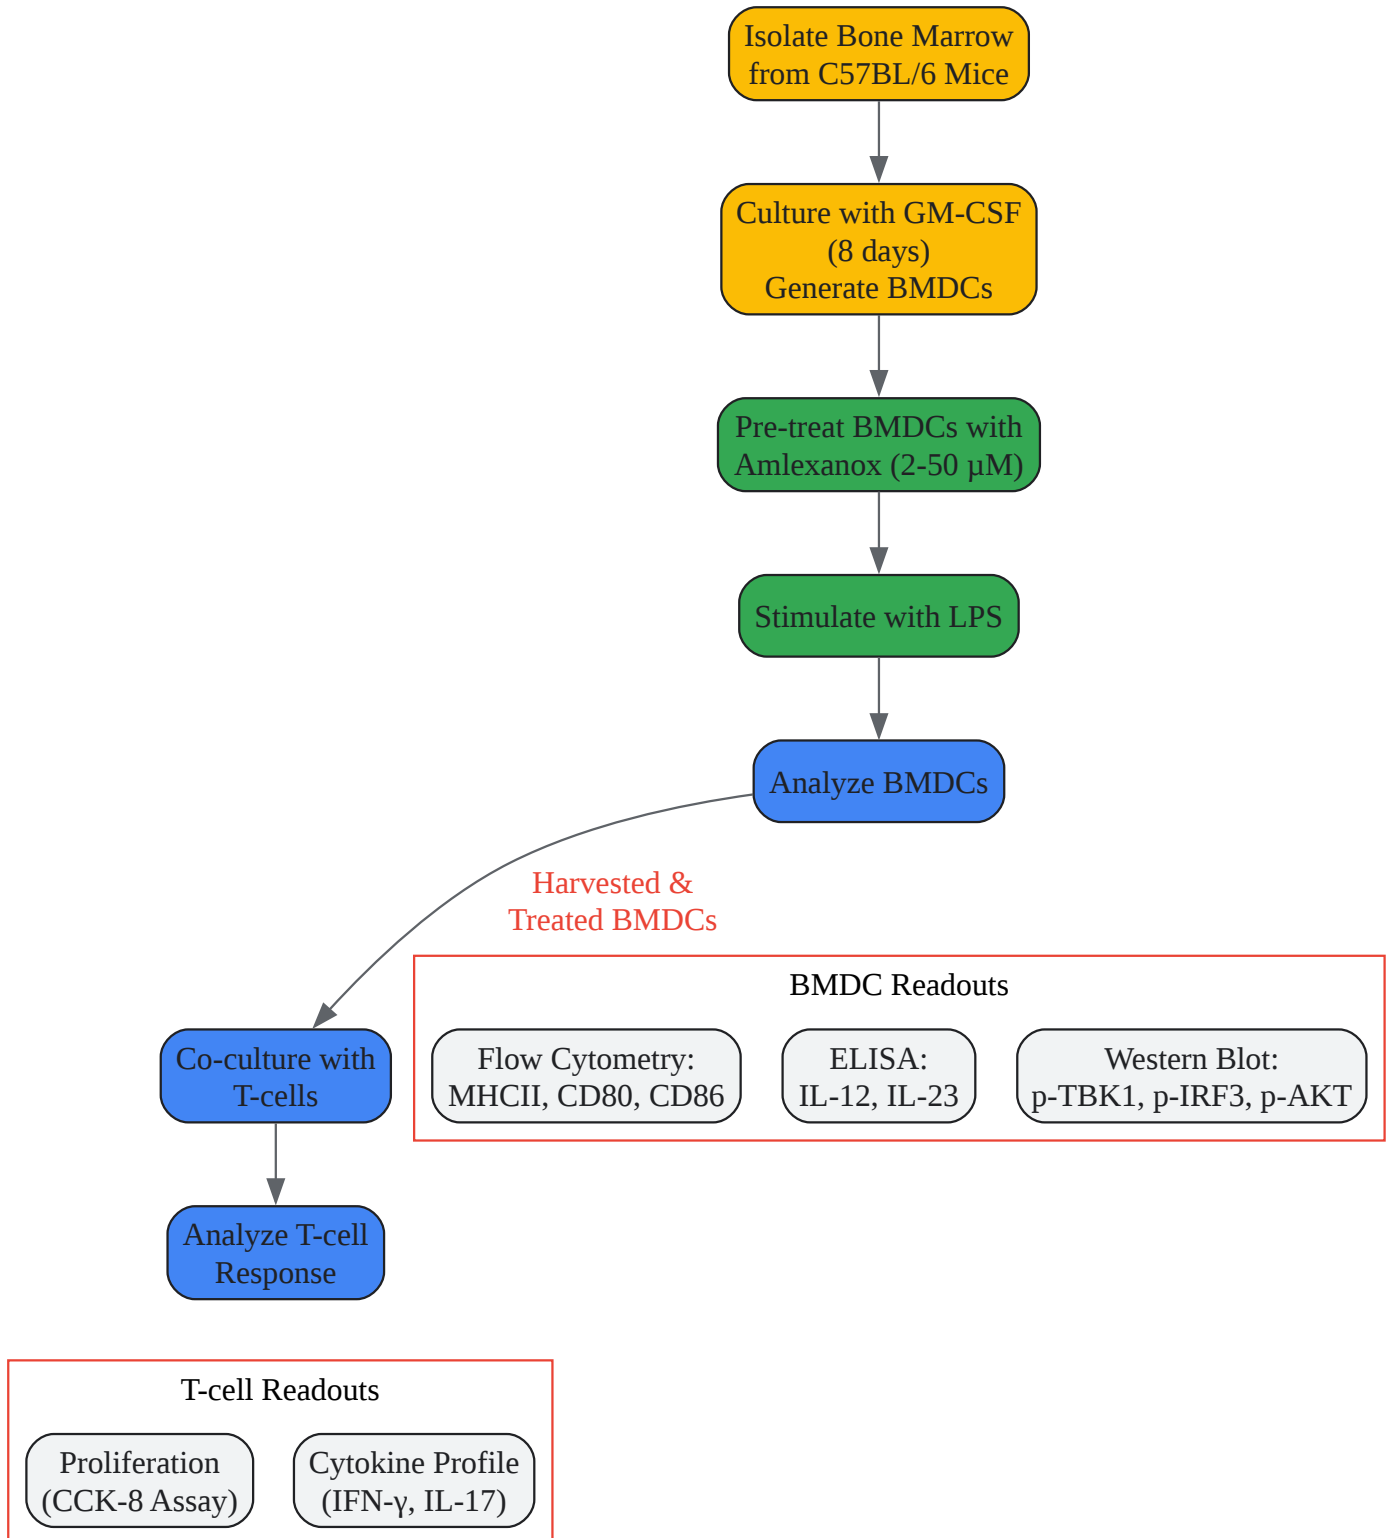 Isolate Bone Marrow
from C57BL/6 Mice
Culture with GM-CSF
(8 days)
Generate BMDCs
Pre-treat BMDCs with
Amlexanox (2-50 µM)
Stimulate with LPS
Analyze BMDCs
Harvested &
Treated BMDCs
BMDC Readouts
Co-culture with
T-cells
Flow Cytometry:
MHCII, CD80, CD86
ELISA:
IL-12, IL-23
Western Blot:
p-TBK1, p-IRF3, p-AKT
Analyze T-cell
Response
T-cell Readouts
Proliferation
(CCK-8 Assay)
Cytokine Profile
(IFN-γ, IL-17)